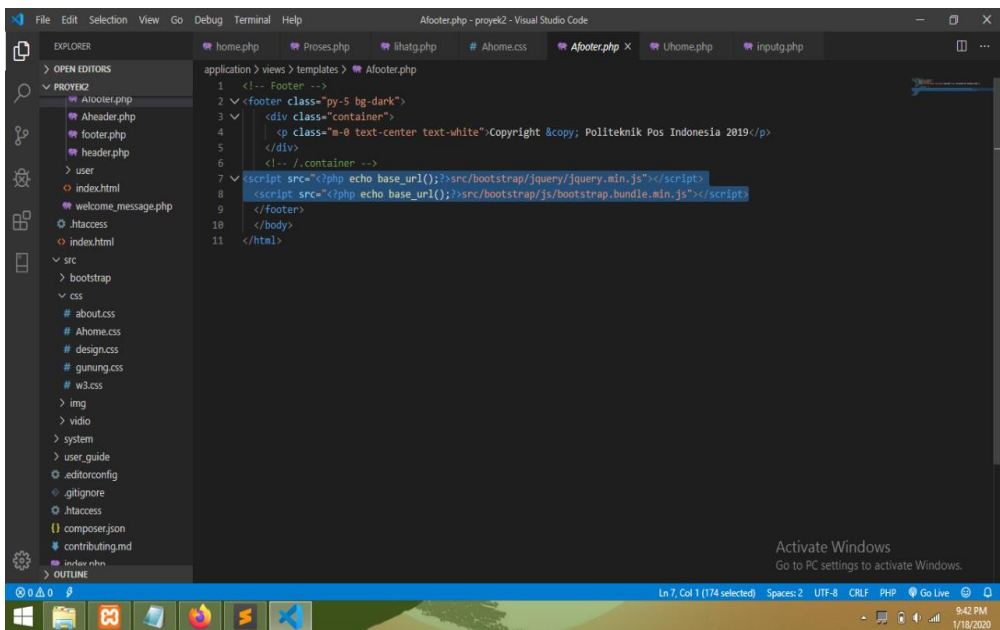 File Edit Selection View Go Debug Terminal Help Afooter.php - proyek2 - Visual Studio Code
EXPLORER home.php Proses.php lihatg.php Ahome.css Afooter.php Uhome.php inputg.php
> OPEN EDITORS application > views > templates > Afooter.php
PROYEK2
Afooter.php
Aheader.php
footer.php
header.php
> user
index.html
welcome_message.php
.htaccess
index.html
src
> bootstrap
css
# about.css
# Ahome.css
# design.css
# gunung.css
# w3.css
> img
> vidio
> system
> user_guide
.editorconfig
.gitignore
.htaccess
{} composer.json
contributing.md
index.php
> OUTLINE
1 <!-- Footer -->
2 <footer class="py-5 bg-dark">
3 <div class="container">
4 <p class="m-0 text-center text-white">Copyright &copy; Politeknik Pos Indonesia 2019</p>
5 </div>
6 <!-- /.container -->
7 <script src="<?php echo base_url();?>src/bootstrap/jquery/jquery.min.js"></script>
8 <script src="<?php echo base_url();?>src/bootstrap/js/bootstrap.bundle.min.js"></script>
9 </footer>
10 </body>
11 </html>
Activate Windows
Go to PC settings to activate Windows.
0 0 Ln 7, Col 1 (174 selected) Spaces: 2 UTF-8 CRLF PHP Go Live
9:42 PM
1/18/2020